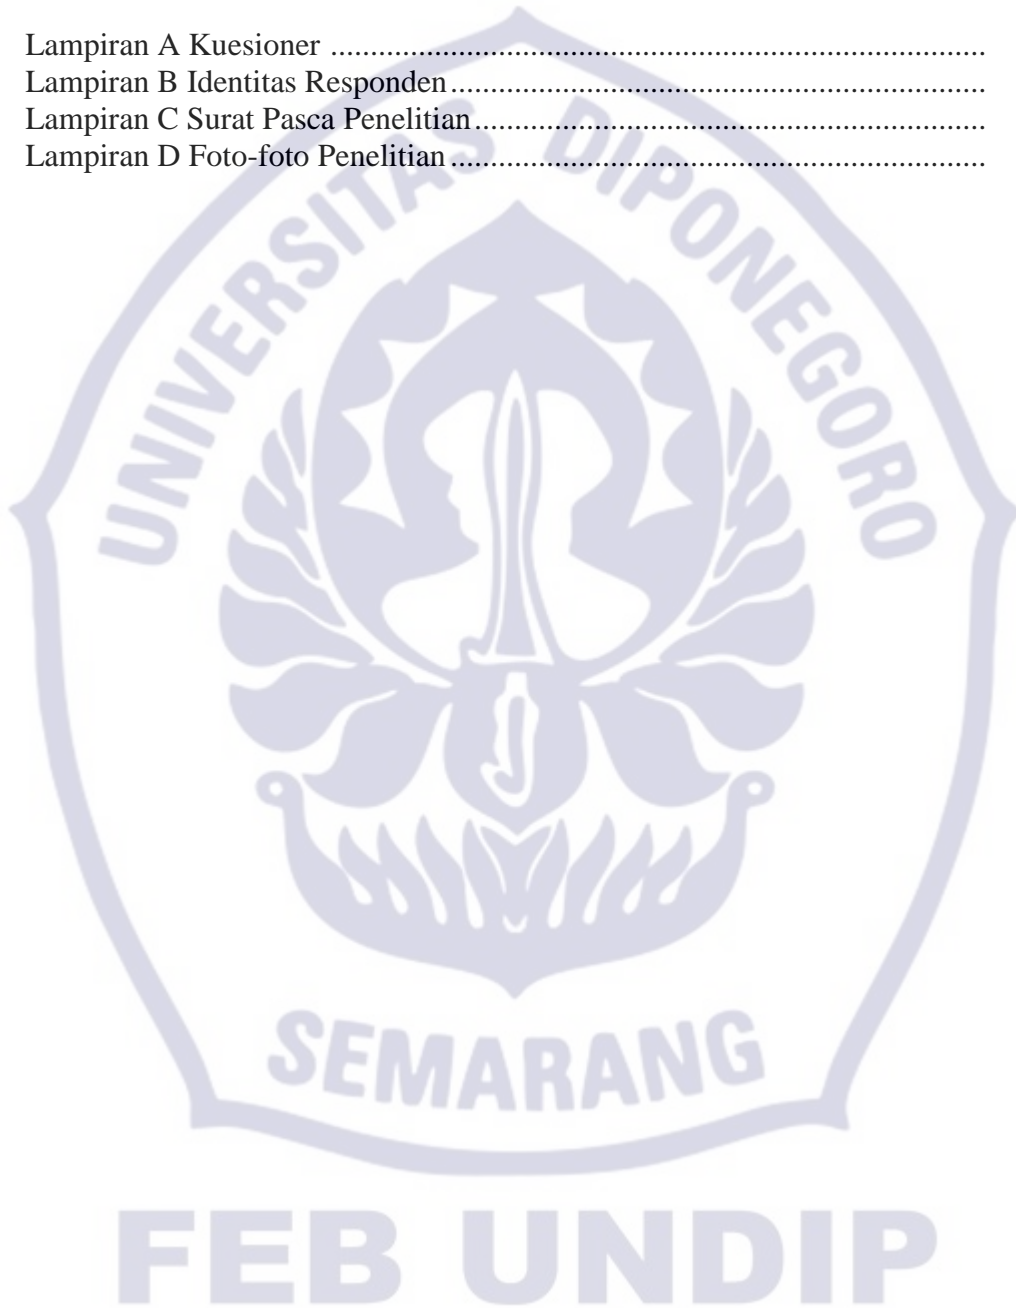 Lampiran A Kuesioner ..................................................................................
Lampiran B Identitas Responden ...................................................................
Lampiran C Surat Pasca Penelitian ................................................................
Lampiran D Foto-foto Penelitian ...................................................................
UNIVERSITAS DIPONEGORO
SEMARANG
FEB UNDIP